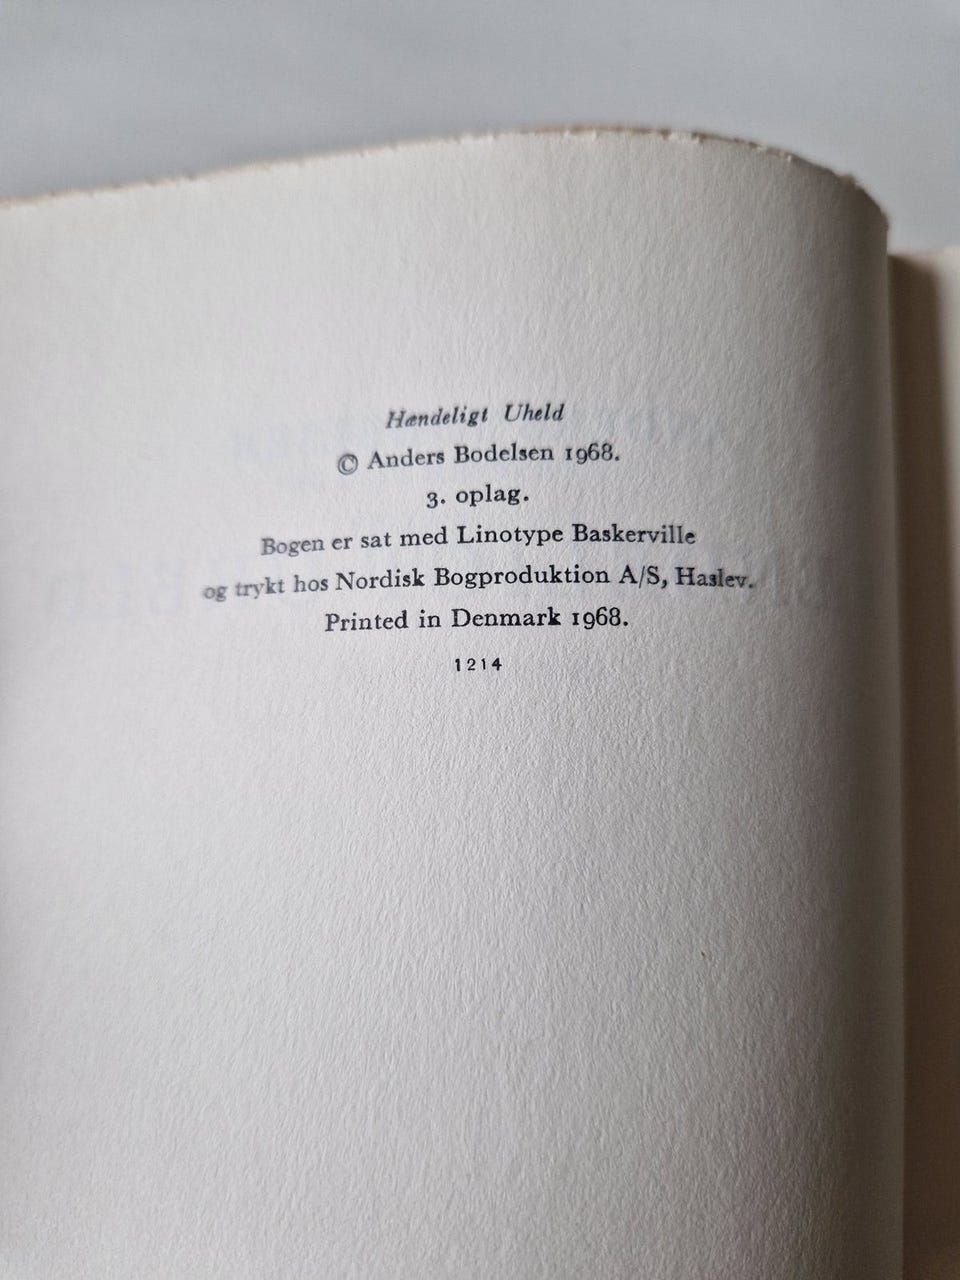 Hændeligt Uheld
© Anders Bodelsen 1968.
3. oplag.
Bogen er sat med Linotype Baskerville
og trykt hos Nordisk Bogproduktion A/S, Haslev.
Printed in Denmark 1968.
1214